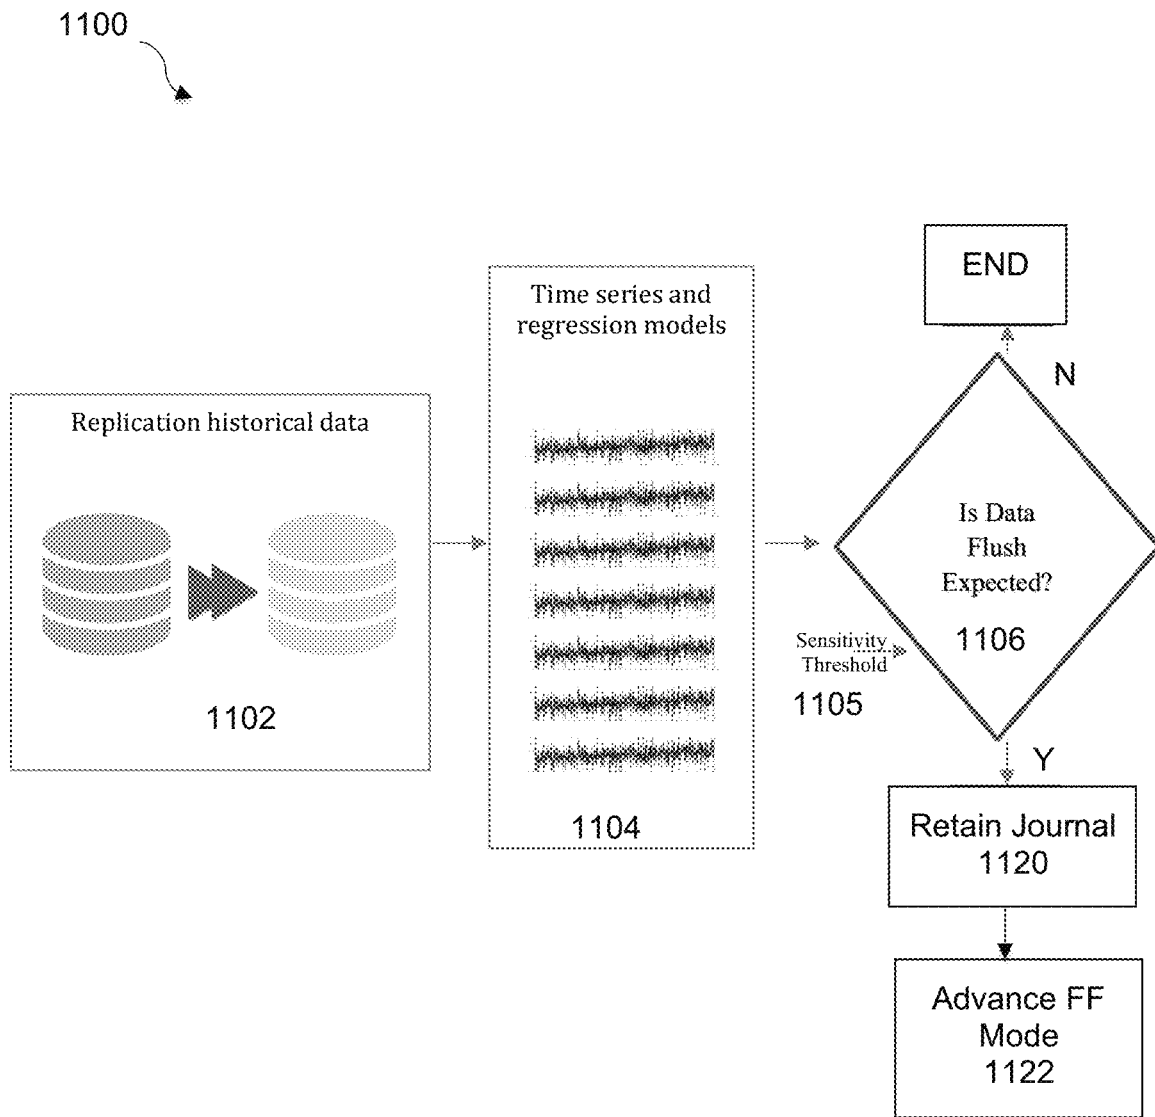 1100
END
Time series and
regression models
N
Replication historical data
Is Data
Flush
Expected?
1106
Sensitivity
Threshold
1105
1102
1104
Y
Retain Journal
1120
Advance FF
Mode
1122